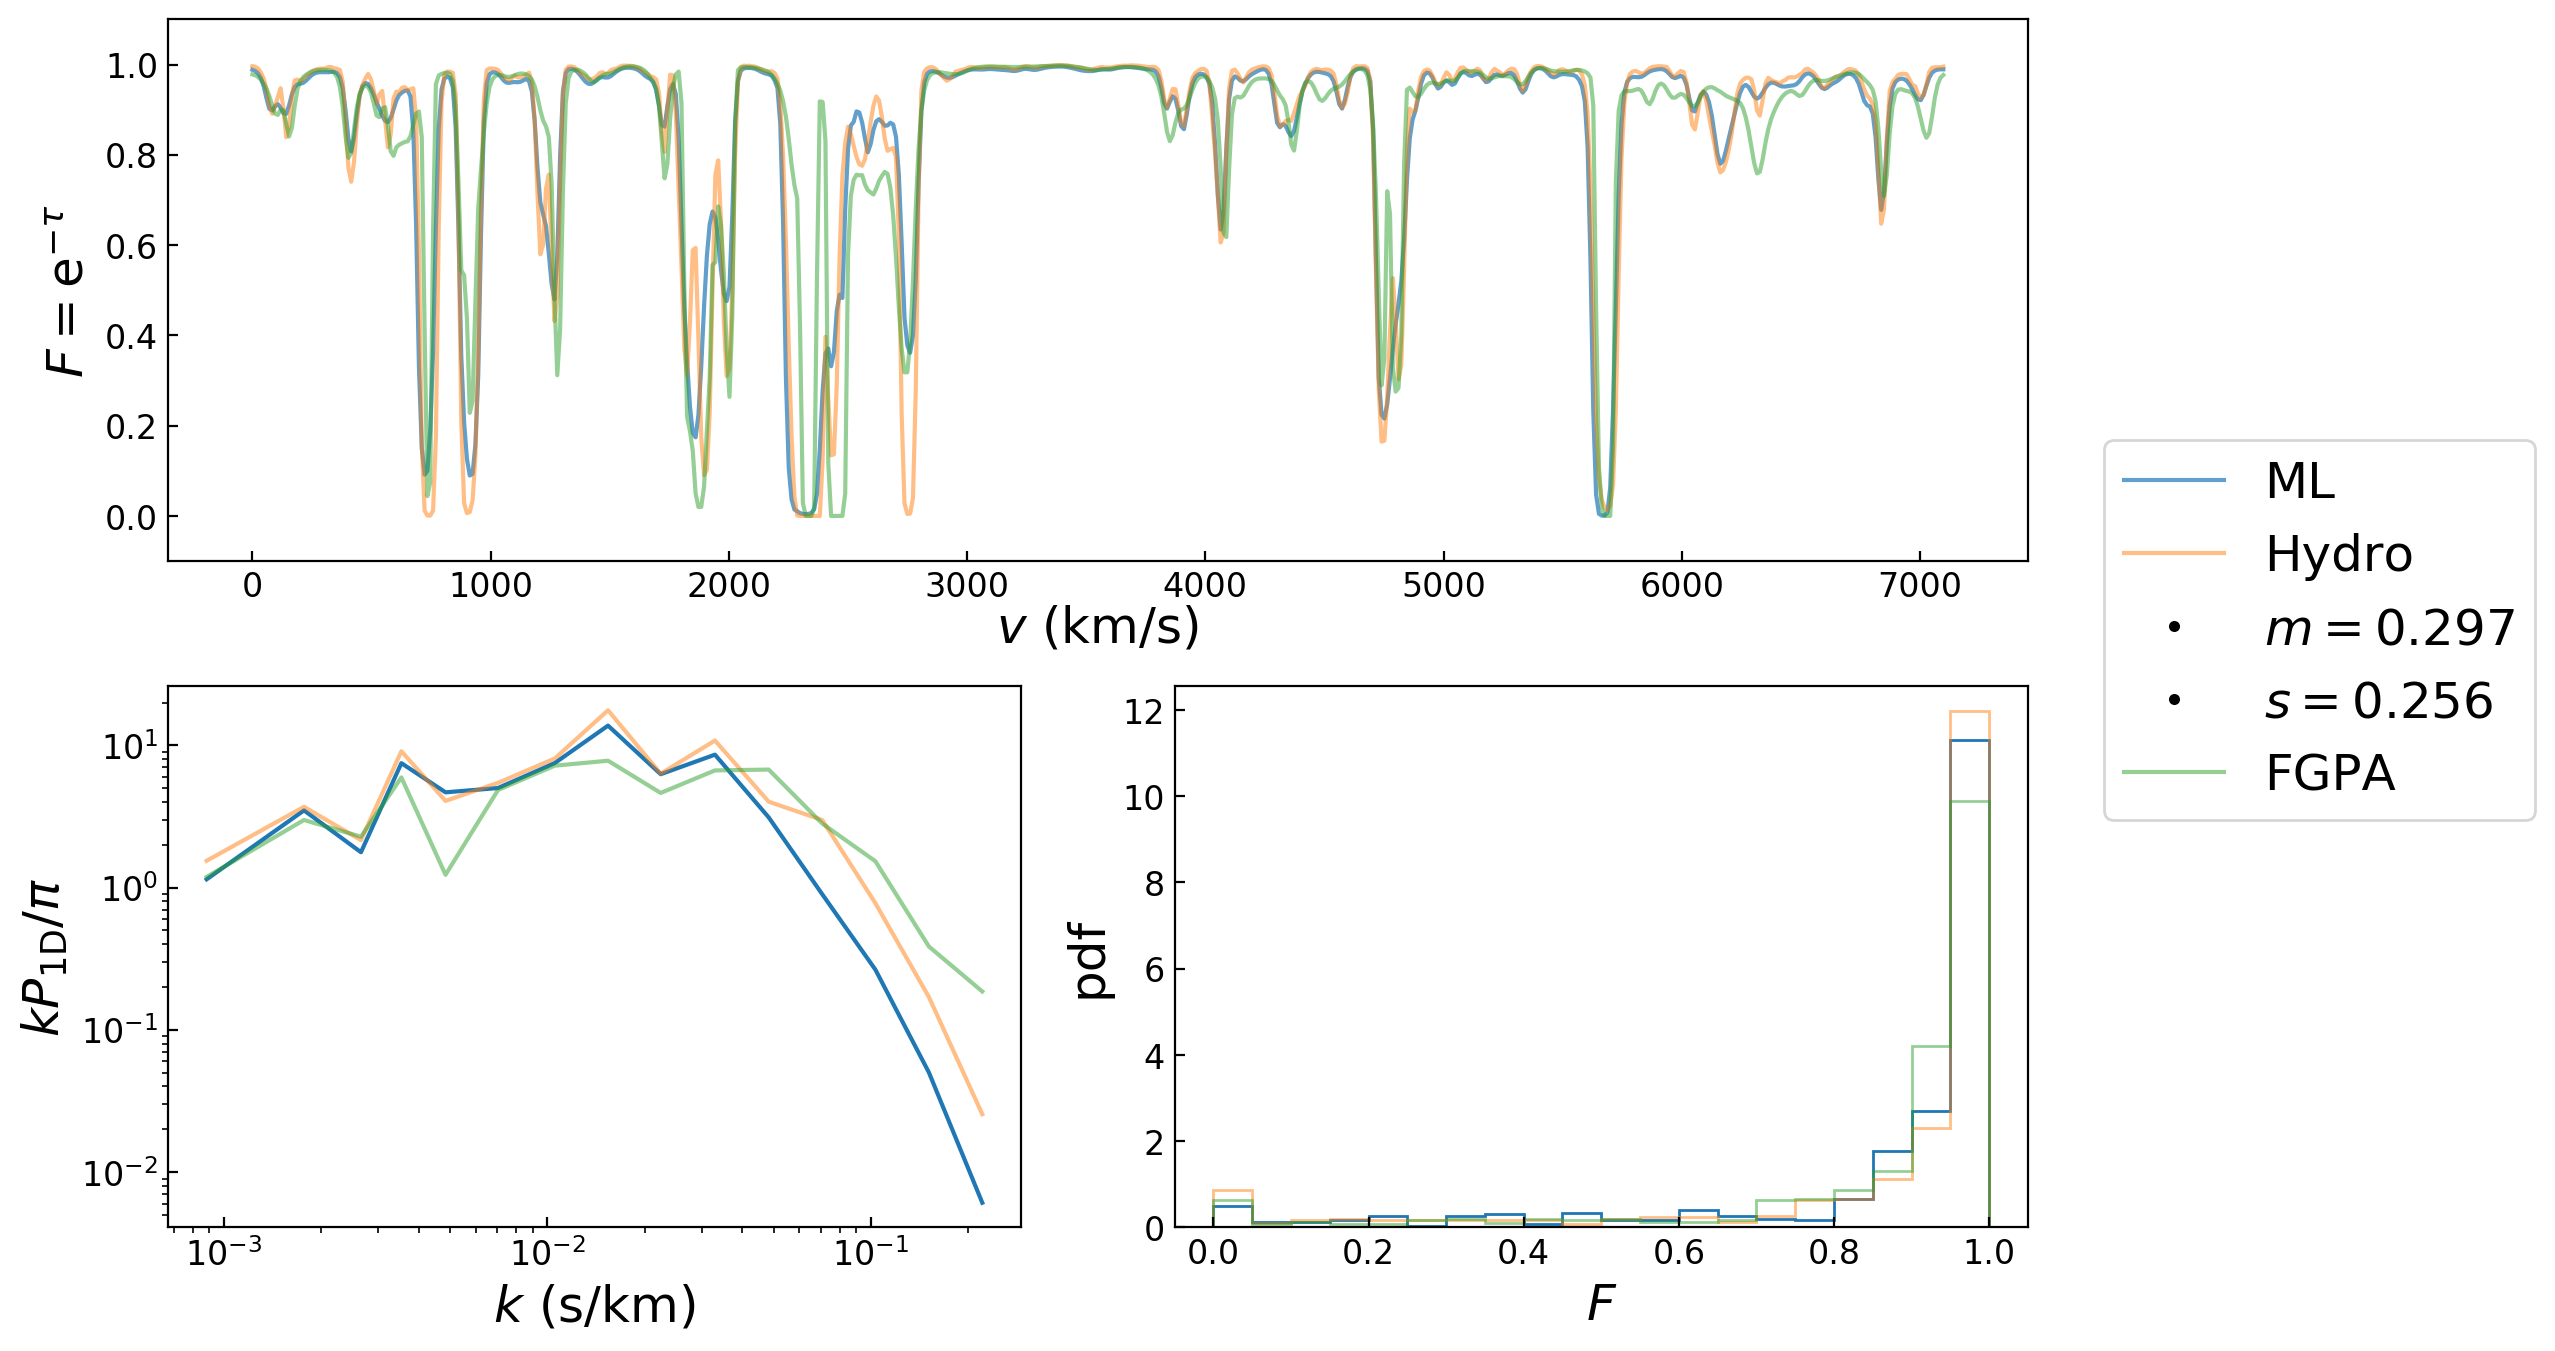 1.0
0.8
0.6
0.4
0.2
0.0
F = e^{−τ}
0 1000 2000 3000 4000 5000 6000 7000
v (km/s)
ML
Hydro
m = 0.297
s = 0.256
FGPA
10^1
10^0
10^{−1}
10^{−2}
kP_{1D}/π
10^{−3} 10^{−2} 10^{−1}
k (s/km)
12
10
8
6
4
2
0
pdf
0.0 0.2 0.4 0.6 0.8 1.0
F